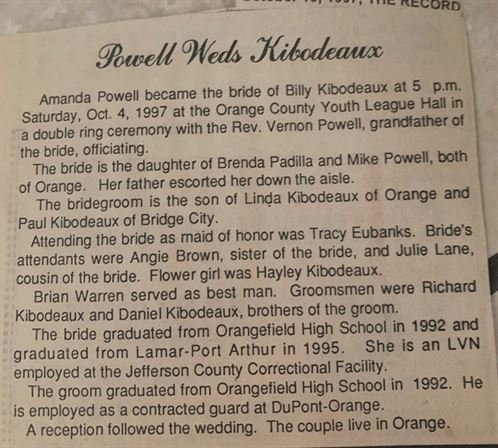 1997, THE RECORD
Powell Weds Kibodeaux
Amanda Powell became the bride of Billy Kibodeaux at 5 p.m.
Saturday, Oct. 4, 1997 at the Orange County Youth League Hall in
a double ring ceremony with the Rev. Vernon Powell, grandfather of
the bride, officiating.
The bride is the daughter of Brenda Padilla and Mike Powell, both
of Orange. Her father escorted her down the aisle.
The bridegroom is the son of Linda Kibodeaux of Orange and
Paul Kibodeaux of Bridge City.
Attending the bride as maid of honor was Tracy Eubanks. Bride's
attendants were Angie Brown, sister of the bride, and Julie Lane,
cousin of the bride. Flower girl was Hayley Kibodeaux.
Brian Warren served as best man. Groomsmen were Richard
Kibodeaux and Daniel Kibodeaux, brothers of the groom.
The bride graduated from Orangefield High School in 1992 and
graduated from Lamar-Port Arthur in 1995. She is an LVN
employed at the Jefferson County Correctional Facility.
The groom graduated from Orangefield High School in 1992. He
is employed as a contracted guard at DuPont-Orange.
A reception followed the wedding. The couple live in Orange.